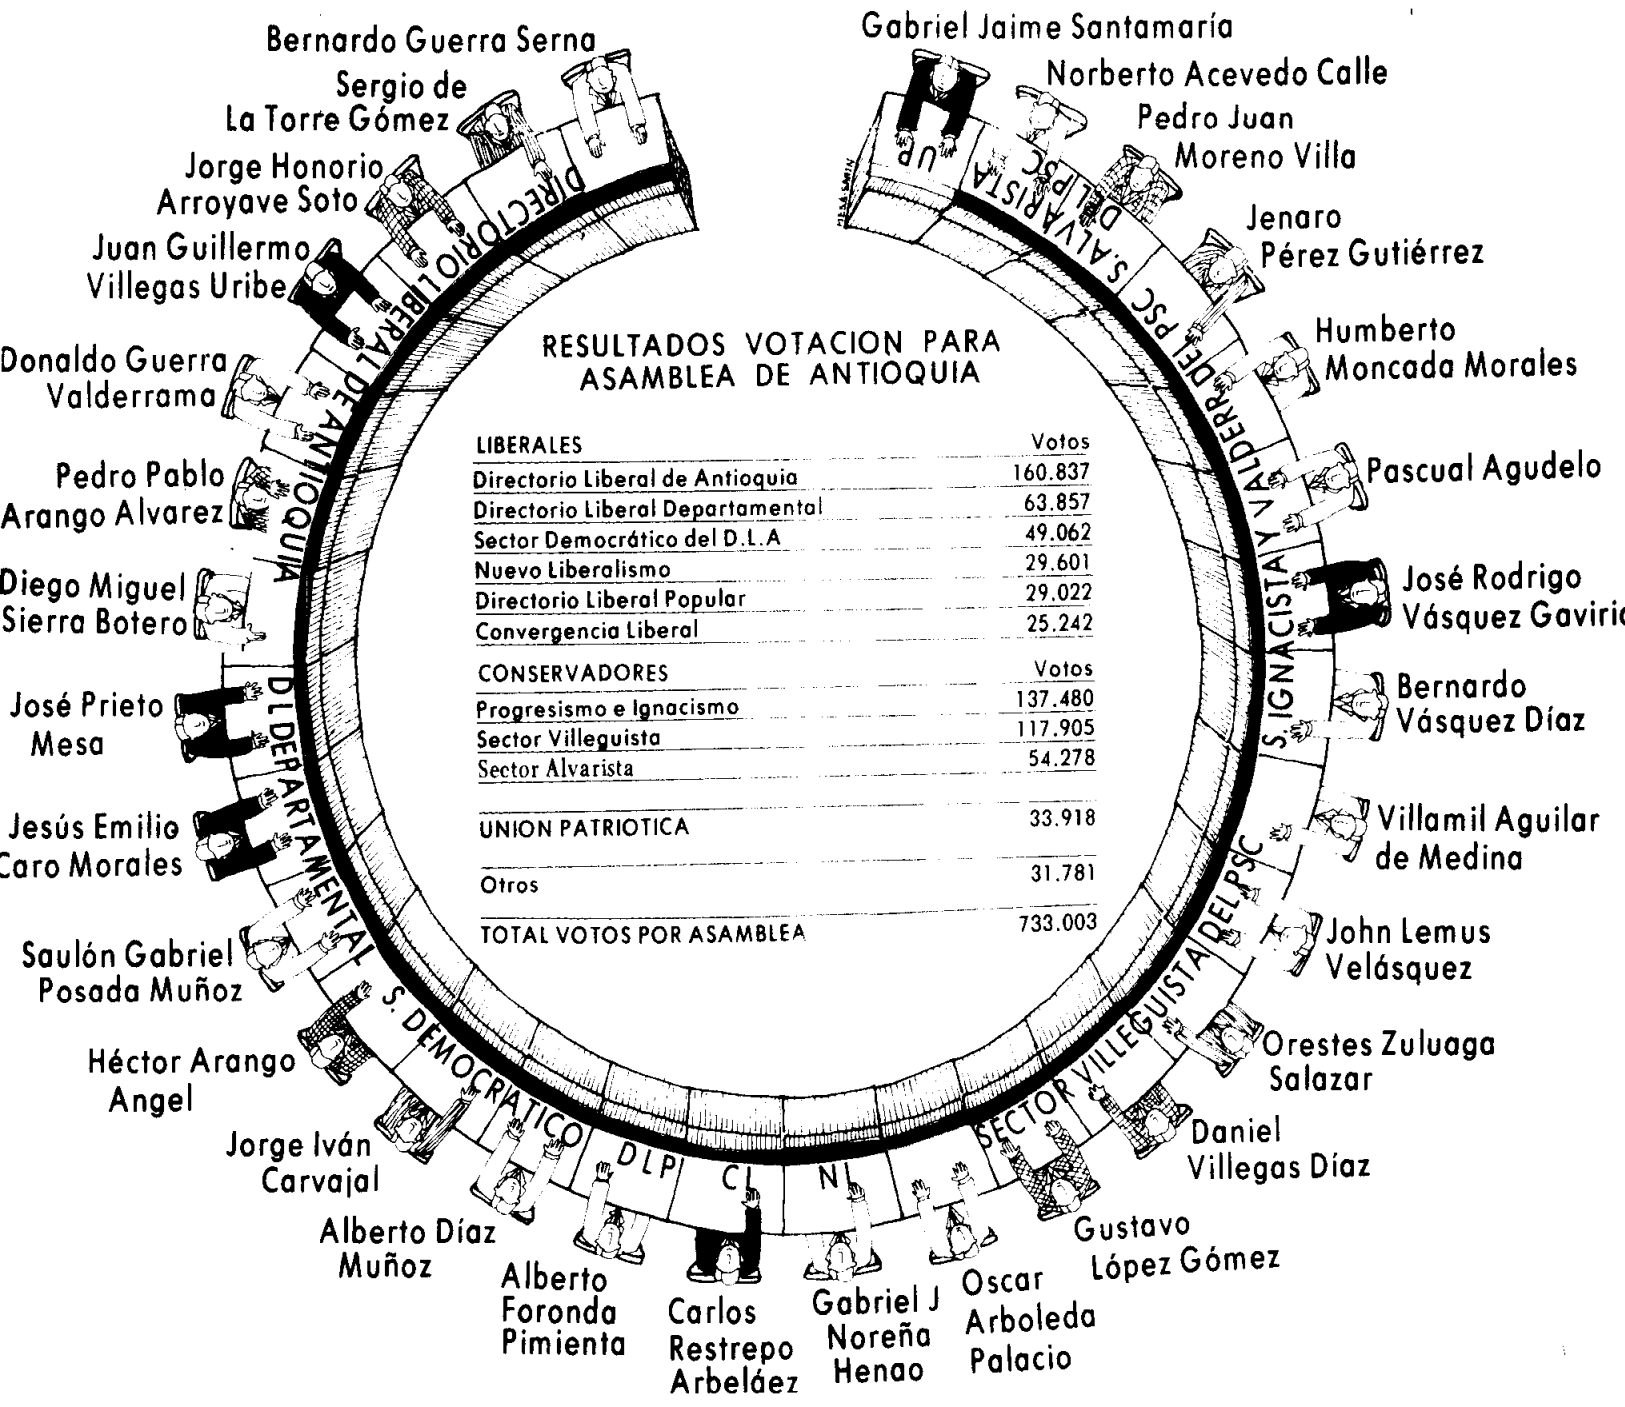 Bernardo Guerra Serna
Sergio de
La Torre Gómez
Jorge Honorio
Arroyave Soto
Juan Guillermo
Villegas Uribe
Donaldo Guerra
Valderrama
Pedro Pablo
Arango Alvarez
Diego Miguel
Sierra Botero
José Prieto
Mesa
Jesús Emilio
Caro Morales
Saulón Gabriel
Posada Muñoz
Héctor Arango
Angel
Jorge Iván
Carvajal
Alberto Díaz
Muñoz
Alberto
Foronda
Pimienta
Carlos
Restrepo
Arbeláez
Gabriel J
Noreña
Henao
Oscar
Arboleda
Palacio
Gustavo
López Gómez
Daniel
Villegas Díaz
Orestes Zuluaga
Salazar
John Lemus
Velásquez
Villamil Aguilar
de Medina
Bernardo
Vásquez Díaz
José Rodrigo
Vásquez Gaviria
Pascual Agudelo
Humberto
Moncada Morales
Jenaro
Pérez Gutiérrez
Pedro Juan
Moreno Villa
Norberto Acevedo Calle
Gabriel Jaime Santamaría
DIRECTORIO LIBERAL DE ANTIOQUIA
D L DEPARTAMENTAL
S. DEMOCRATICO
DLP
CL
NL
SECTOR VILLEGUISTA DEL PSC
S. IGNACISTA Y VALDERR. DEL PSC
S. ALVARISTA
DEL PSC
UP
RESULTADOS VOTACION PARA
ASAMBLEA DE ANTIOQUIA
LIBERALES Votos
Directorio Liberal de Antioquia 160.837
Directorio Liberal Departamental 63.857
Sector Democrático del D.L.A 49.062
Nuevo Liberalismo 29.601
Directorio Liberal Popular 29.022
Convergencia Liberal 25.242
CONSERVADORES Votos
Progresismo e Ignacismo 137.480
Sector Villeguista 117.905
Sector Alvarista 54.278
UNION PATRIOTICA 33.918
Otros 31.781
TOTAL VOTOS POR ASAMBLEA 733.003